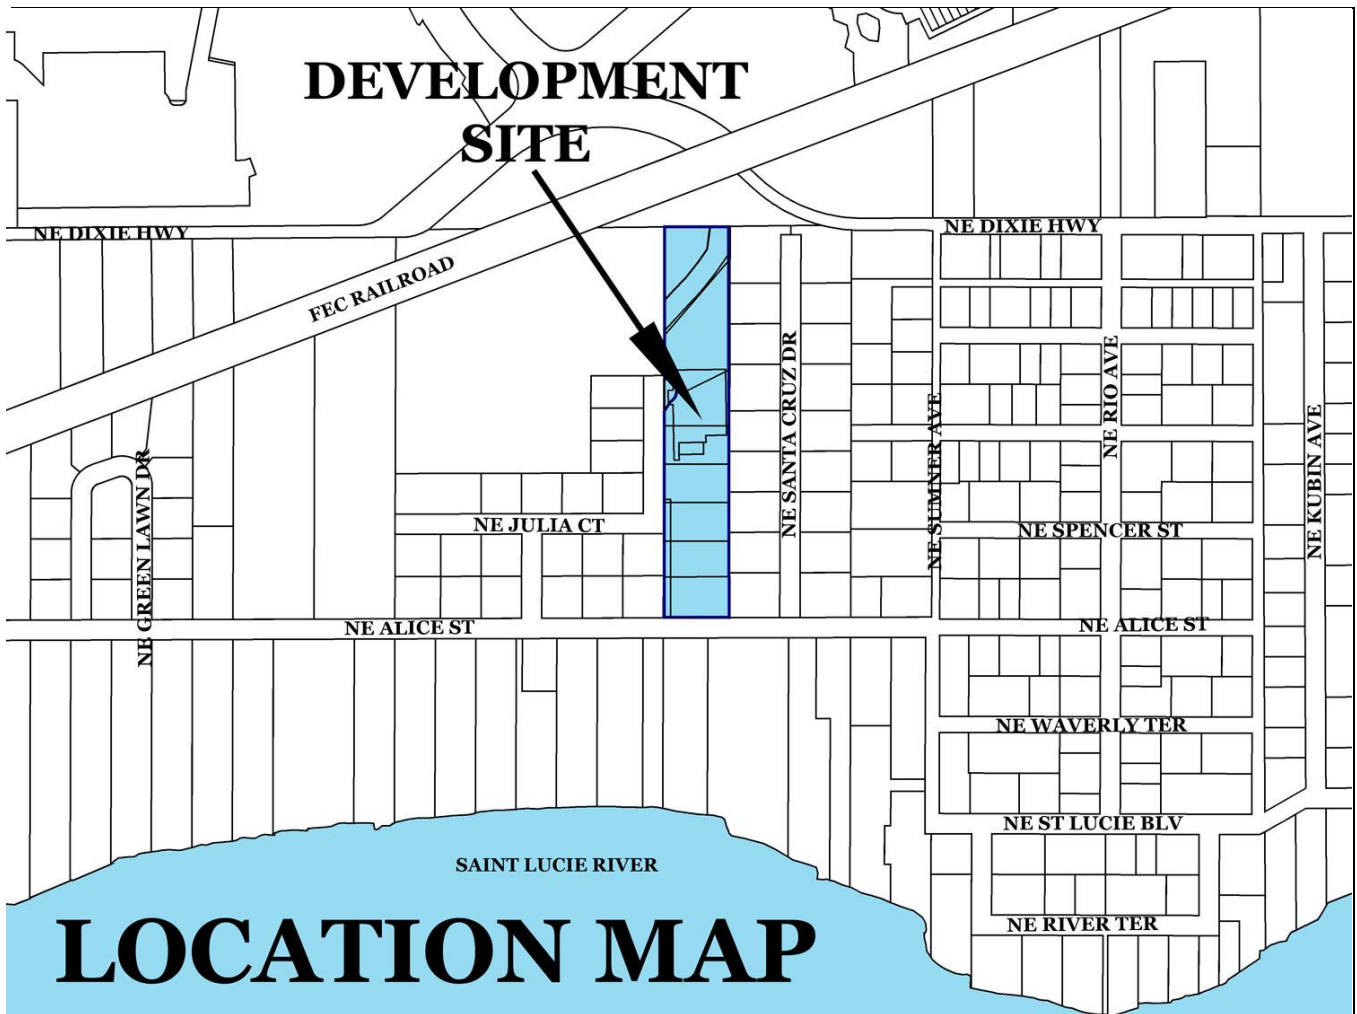 DEVELOPMENT
SITE
NE DIXIE HWY
NE DIXIE HWY
FEC RAILROAD
NE SANTA CRUZ DR
NE RIO AVE
NE SUMNER AVE
NE KUBIN AVE
NE GREEN LAWN DR
NE JULIA CT
NE SPENCER ST
NE ALICE ST
NE ALICE ST
NE WAVERLY TER
NE ST LUCIE BLV
SAINT LUCIE RIVER
NE RIVER TER
LOCATION MAP